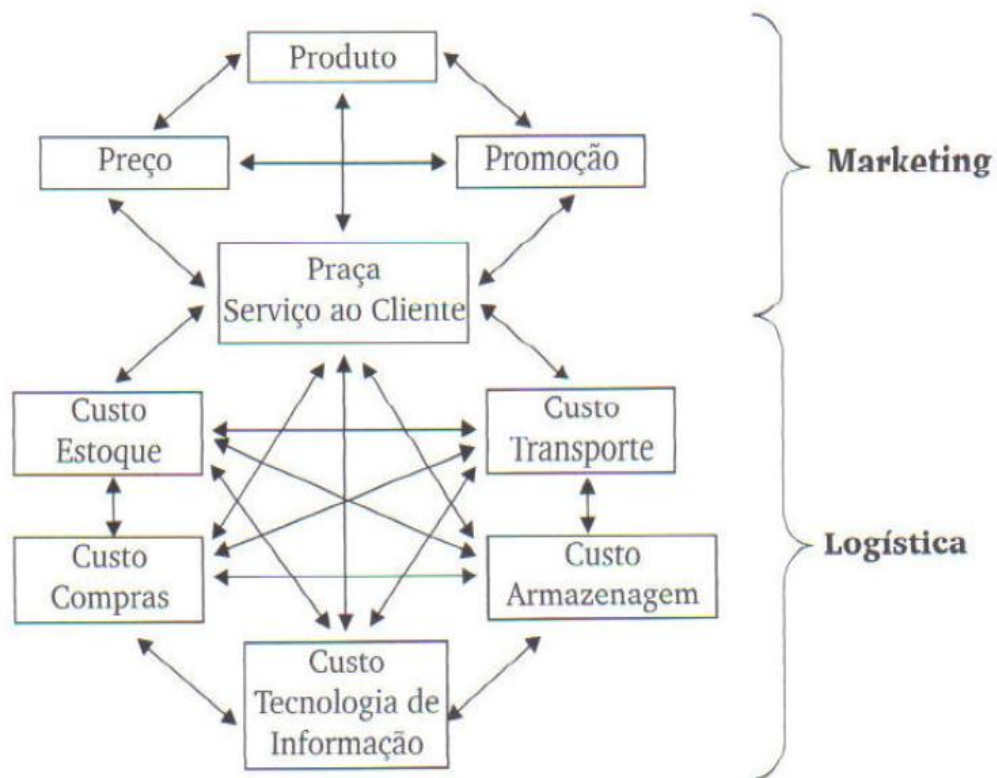 Produto
Preço
Promoção
Marketing
Praça
Serviço ao Cliente
Custo
Estoque
Custo
Transporte
Custo
Compras
Custo
Armazenagem
Logística
Custo
Tecnologia de
Informação